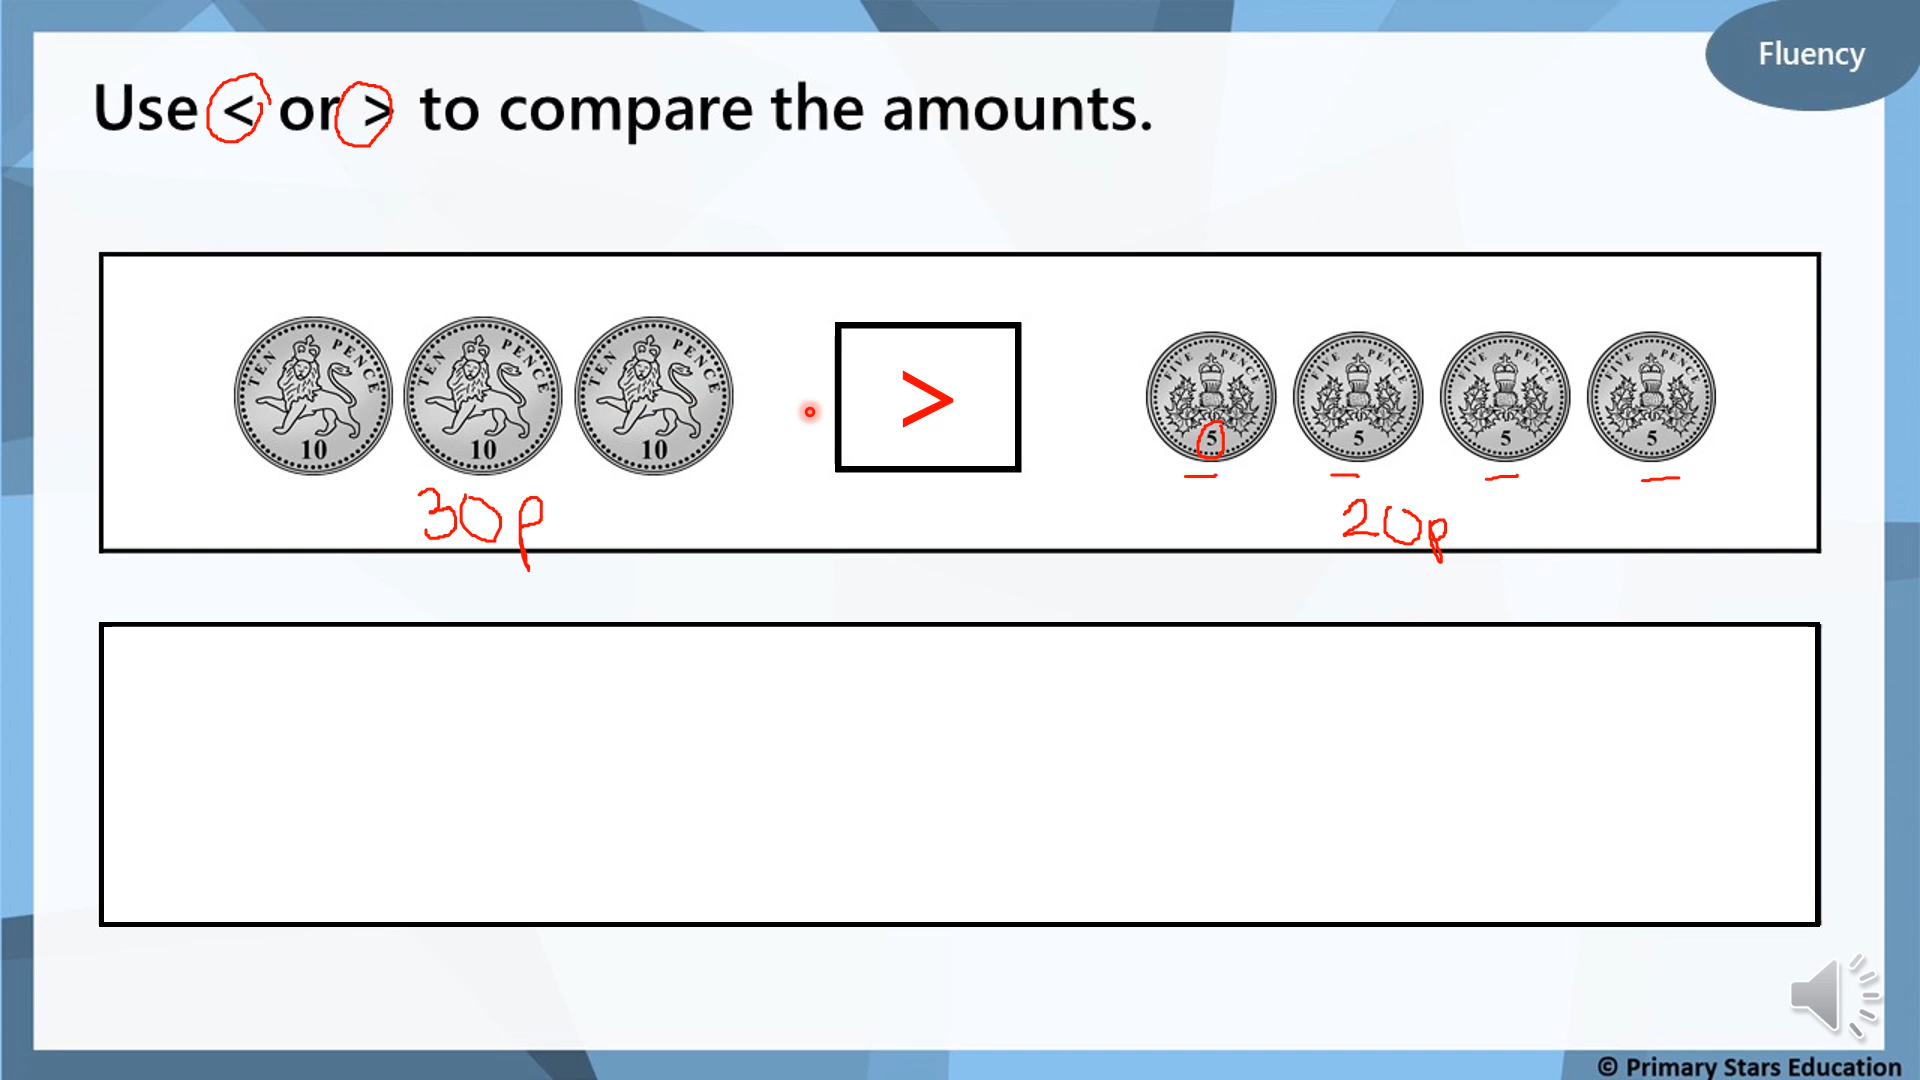 Fluency
Use < or > to compare the amounts.
TEN PENCE TEN PENCE TEN PENCE > FIVE PENCE FIVE PENCE FIVE PENCE FIVE PENCE
10 10 10 5 5 5 5
30p 20p
© Primary Stars Education